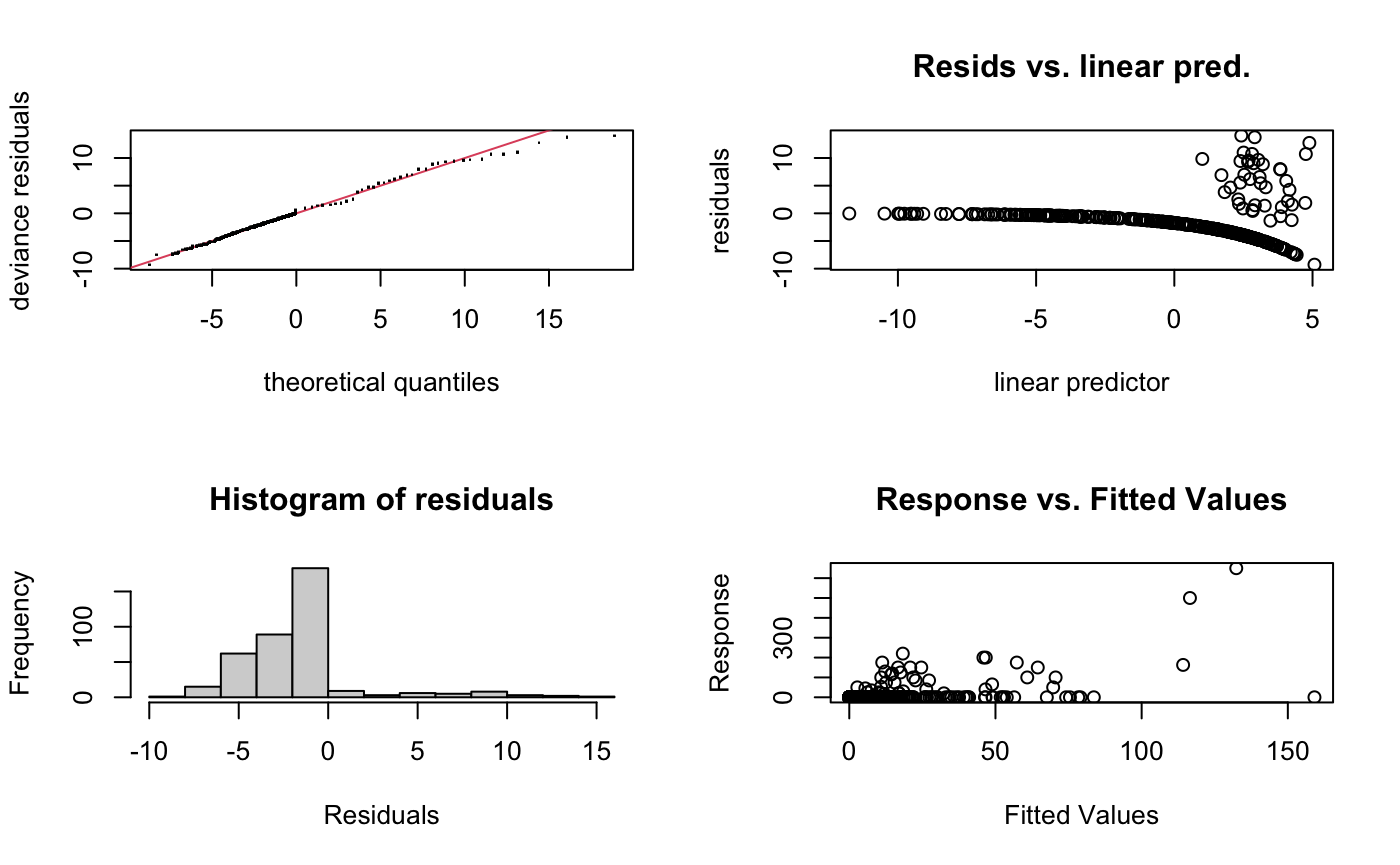 deviance residuals
10
0
-10
-5 0 5 10 15
theoretical quantiles
Resids vs. linear pred.
residuals
10
0
-10
-10 -5 0 5
linear predictor
Histogram of residuals
Frequency
100
0
-10 -5 0 5 10 15
Residuals
Response vs. Fitted Values
Response
300
0
0 50 100 150
Fitted Values